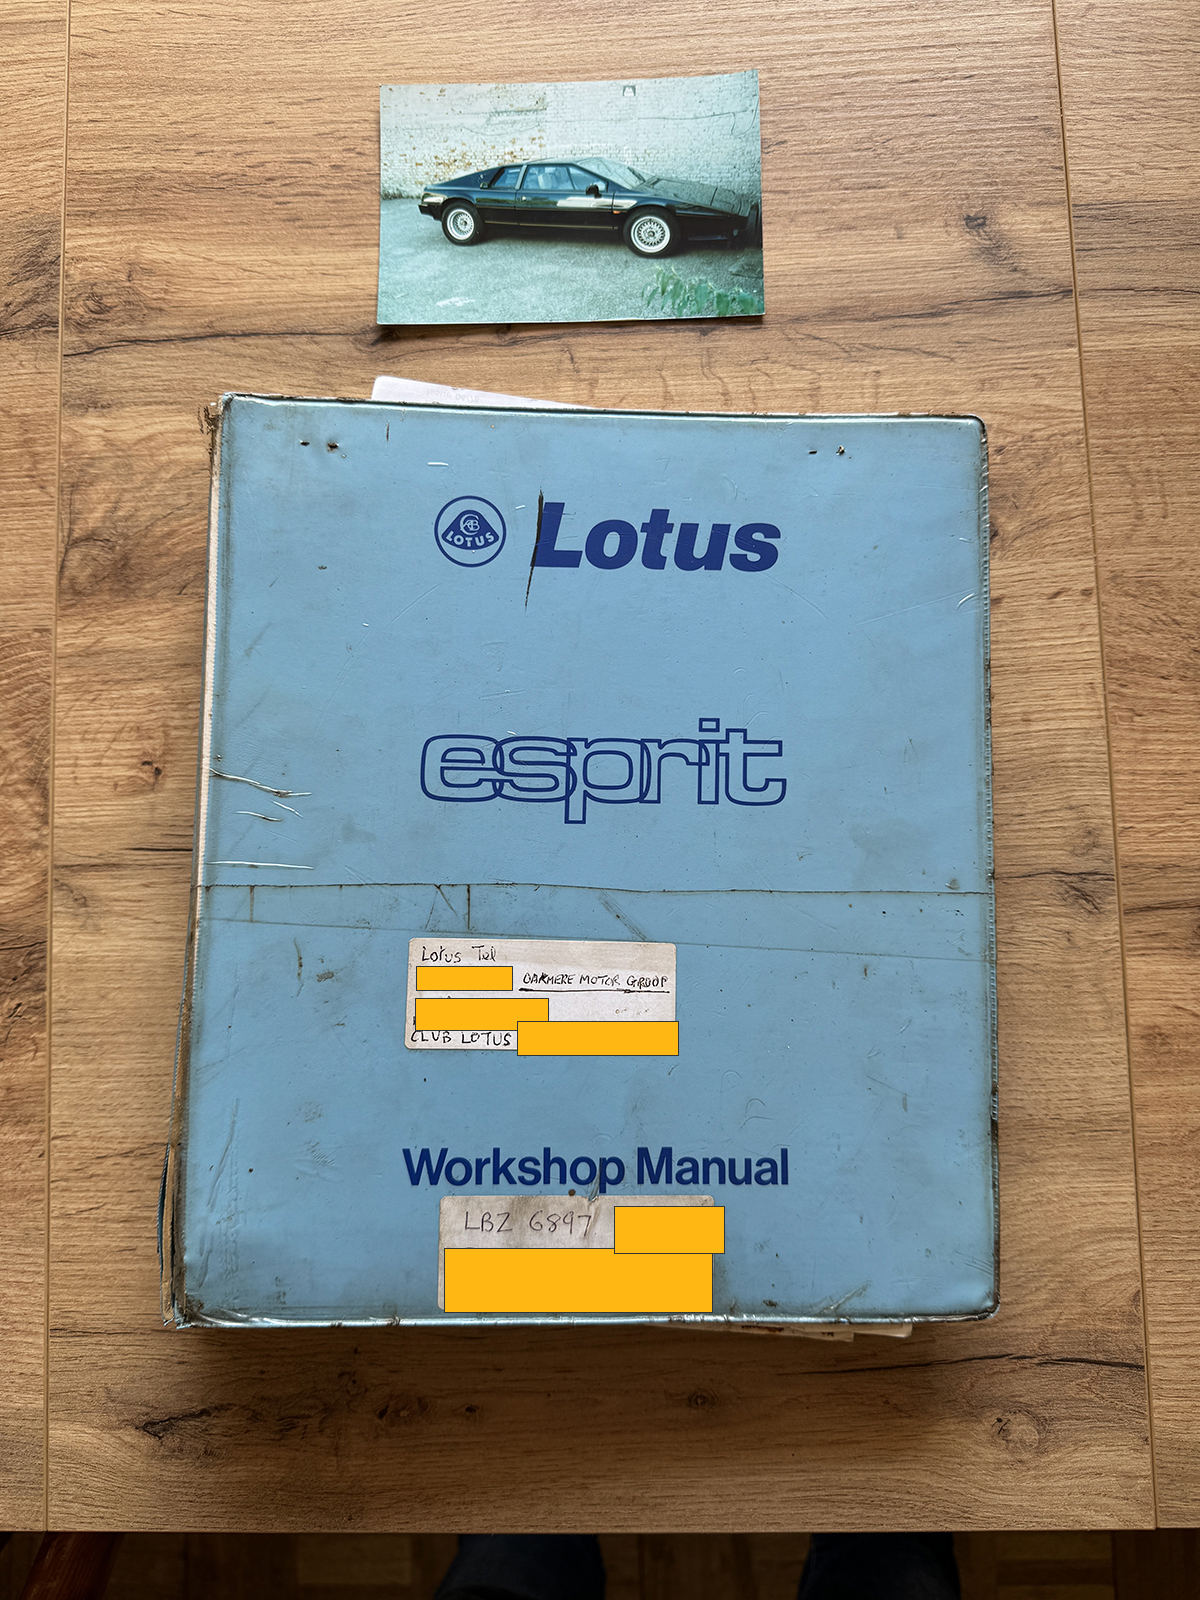 LOTUS
Lotus
esprit
Lotus Tel
OAKMERE MOTOR GROUP
CLUB LOTUS
Workshop Manual
LBZ 6897